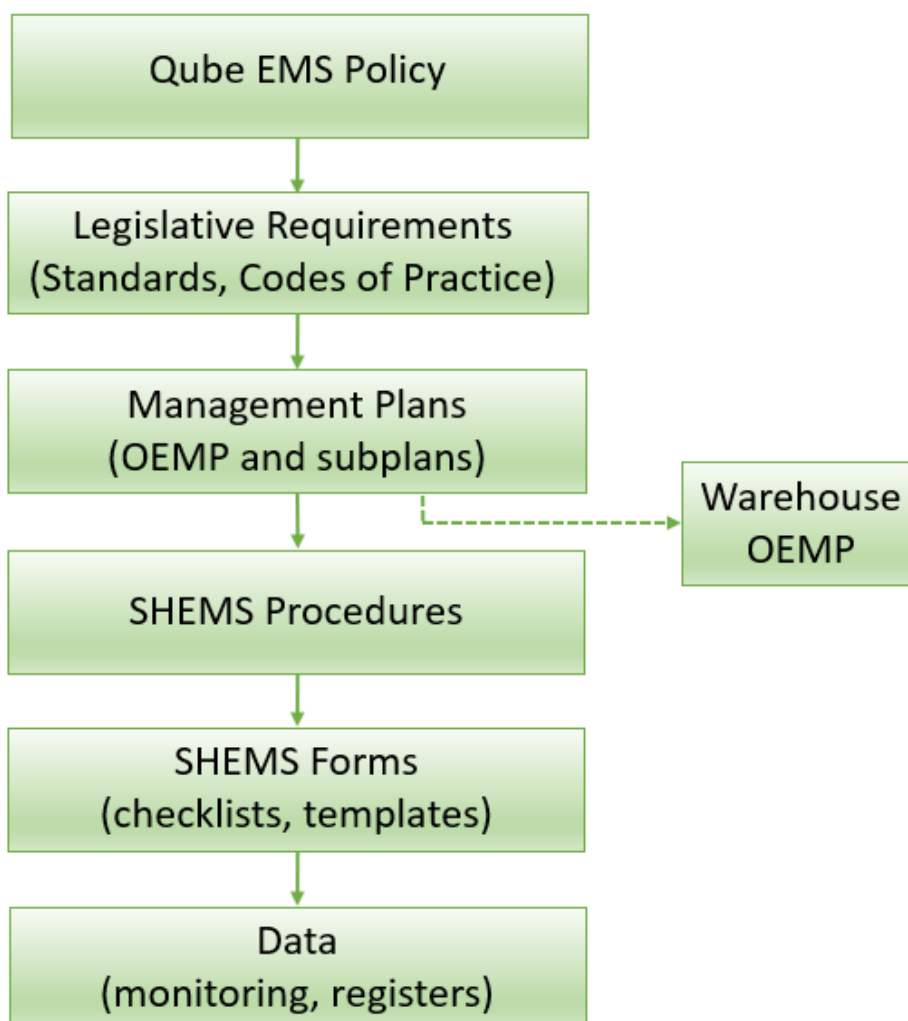 Qube EMS Policy
Legislative Requirements
(Standards, Codes of Practice)
Management Plans
(OEMP and subplans)
Warehouse
OEMP
SHEMS Procedures
SHEMS Forms
(checklists, templates)
Data
(monitoring, registers)